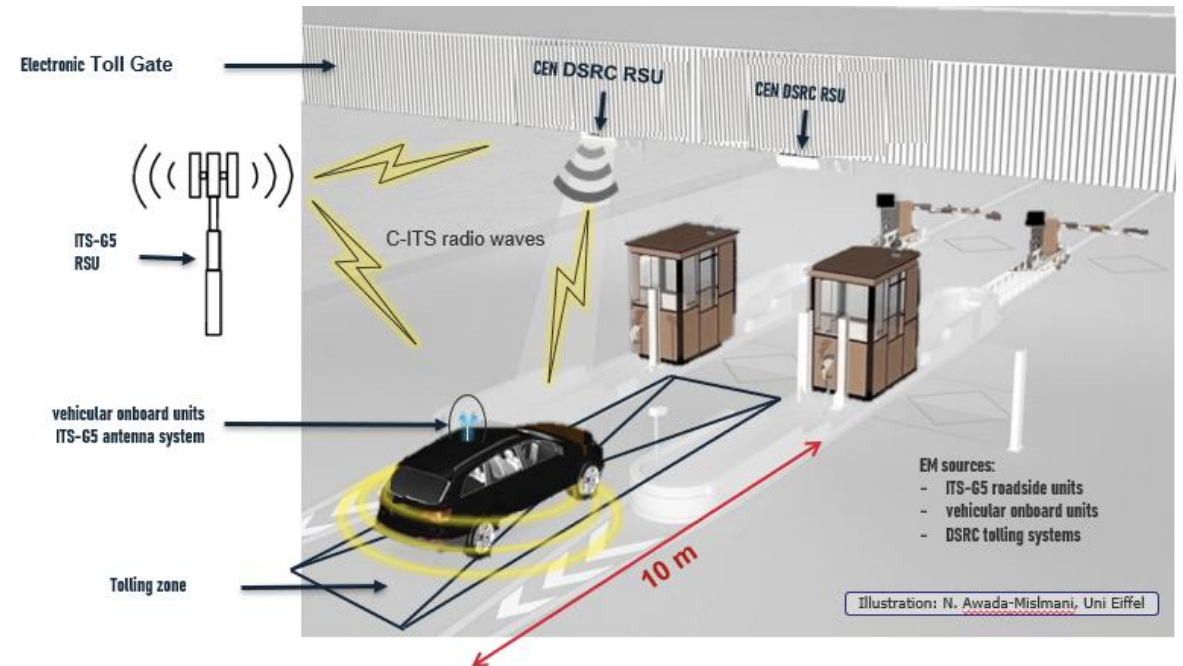 Electronic Toll Gate
CEN DSRC RSU
CEN DSRC RSU
ITS-G5
RSU
C-ITS radio waves
vehicular onboard units
ITS-G5 antenna system
EM sources:
- ITS-G5 roadside units
- vehicular onboard units
- DSRC tolling systems
10 m
Tolling zone
Illustration: N. Awada-Mislmani, Uni Eiffel